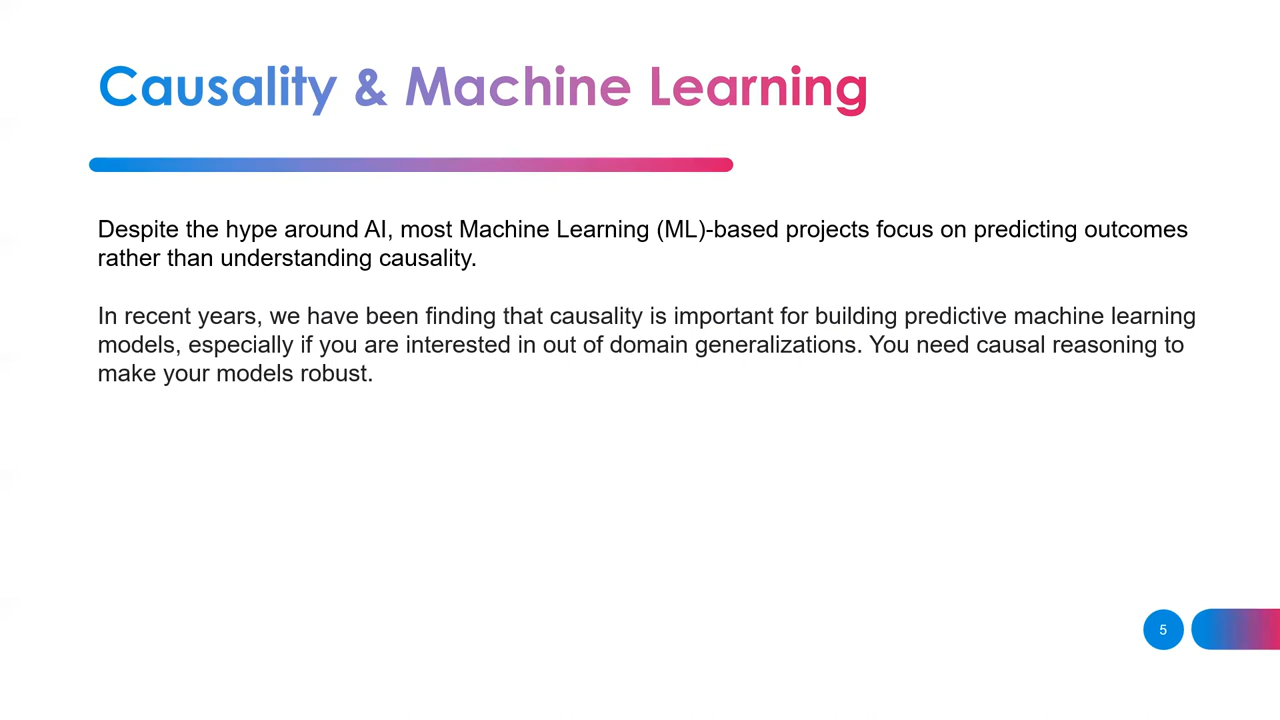 Causality & Machine Learning
Despite the hype around AI, most Machine Learning (ML)-based projects focus on predicting outcomes
rather than understanding causality.
In recent years, we have been finding that causality is important for building predictive machine learning
models, especially if you are interested in out of domain generalizations. You need causal reasoning to
make your models robust.
5